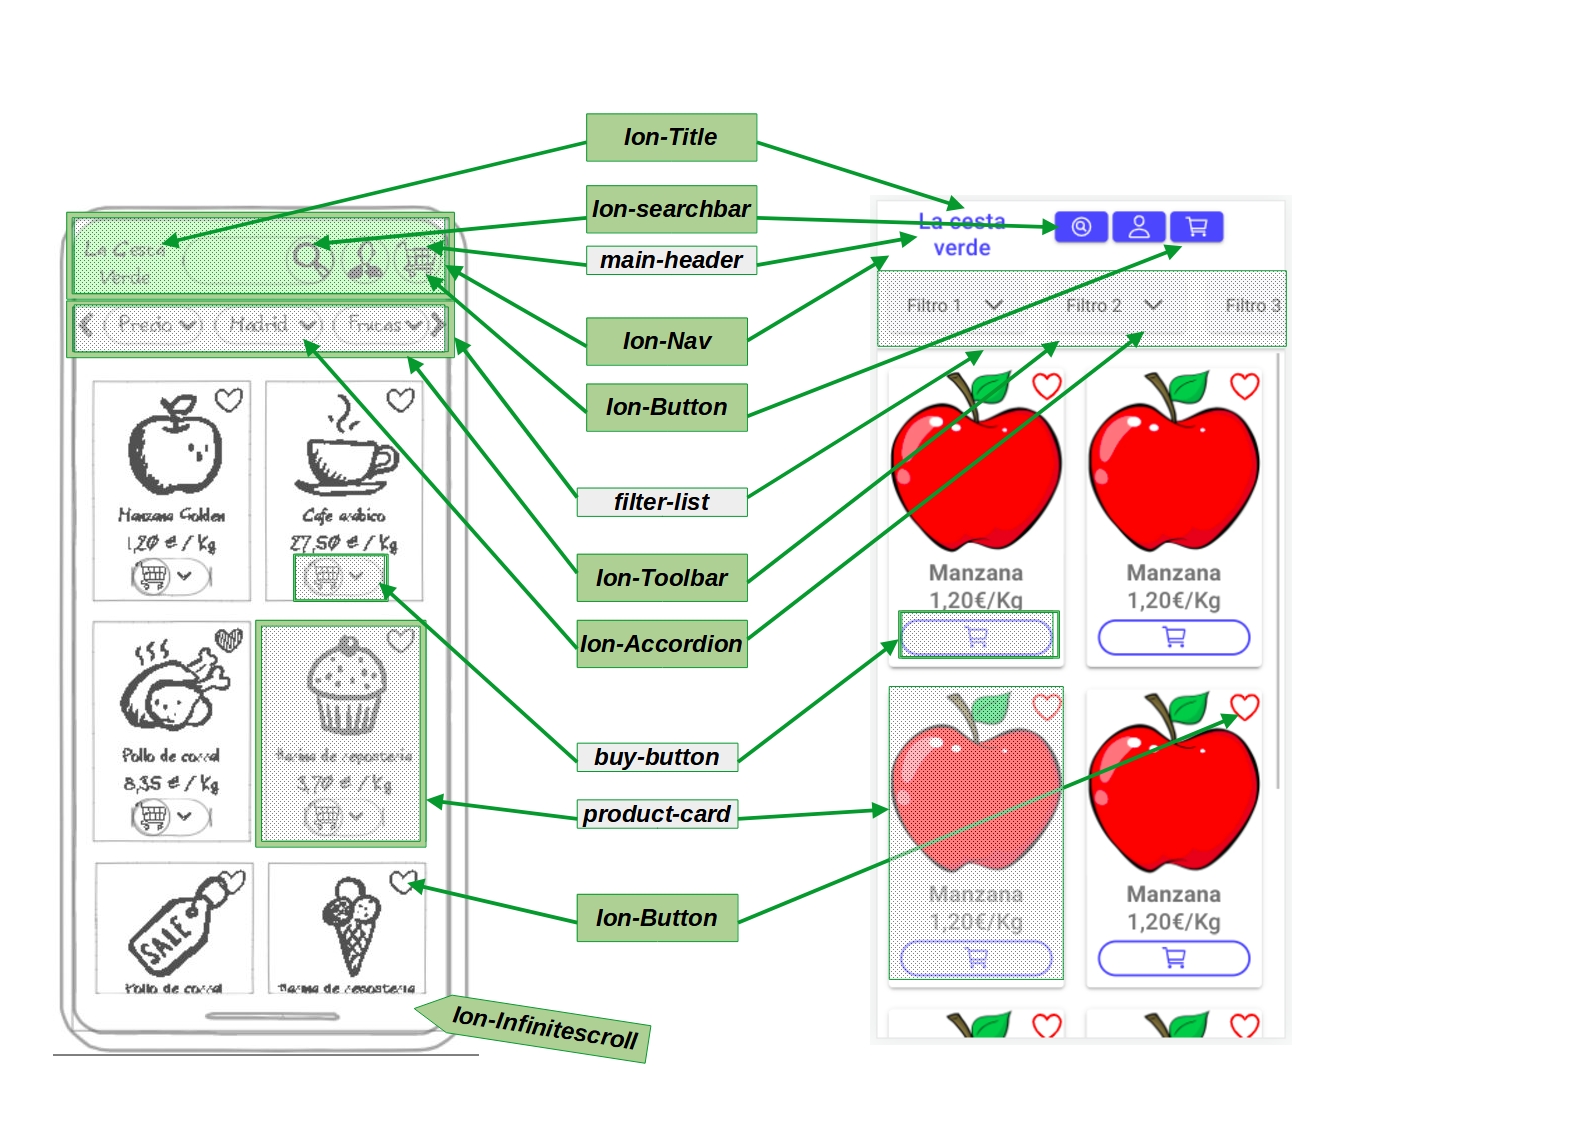 Ion-Title
Ion-searchbar
main-header
Ion-Nav
Ion-Button
filter-list
Ion-Toolbar
Ion-Accordion
buy-button
product-card
Ion-Button
Ion-Infinitescroll
La Cesta
Verde
Precio
Madrid
Frutas
Manzana Golden
1,20 € / Kg
Cafe arabico
27,50 € / Kg
Pollo de corral
8,35 € / Kg
Harina de reposteria
3,70 € / Kg
SALE
Pollo de corral
Harina de reposteria
La cesta
verde
Filtro 1
Filtro 2
Filtro 3
Manzana
1,20€/Kg
Manzana
1,20€/Kg
Manzana
1,20€/Kg
Manzana
1,20€/Kg